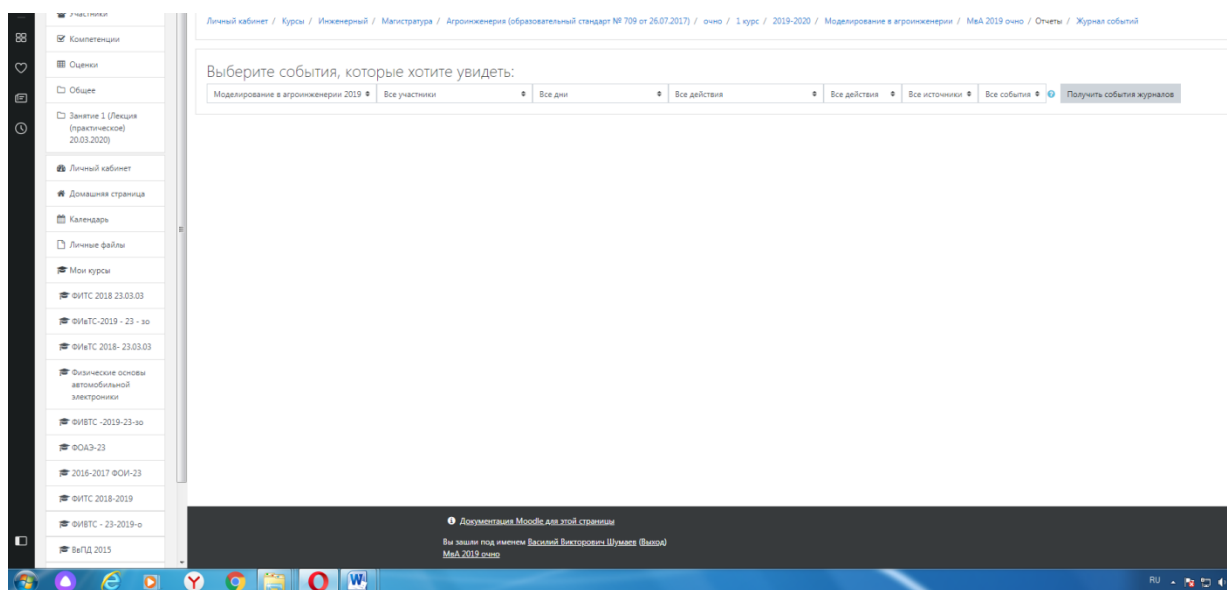 Участники
Компетенции
Оценки
Общее
Занятие 1 (Лекция
(практическое)
20.03.2020)
Личный кабинет
Домашняя страница
Календарь
Личные файлы
Мои курсы
ФИТС 2018 23.03.03
ФИвТС-2019 - 23 - зо
ФИвТС 2018- 23.03.03
Физические основы
автомобильной
электроники
ФИВТС -2019-23-зо
ФОАЭ-23
2016-2017 ФОИ-23
ФИТС 2018-2019
ФИВТС - 23-2019-о
ВвПД 2015
Личный кабинет / Курсы / Инженерный / Магистратура / Агроинженерия (образовательный стандарт № 709 от 26.07.2017) / очно / 1 курс / 2019-2020 / Моделирование в агроинженерии / МвА 2019 очно / Отчеты / Журнал событий
Выберите события, которые хотите увидеть:
Моделирование в агроинженерии 2019 Все участники Все дни Все действия Все действия Все источники Все события Получить события журналов
Документация Moodle для этой страницы
Вы зашли под именем Василий Викторович Шумаев (Выход)
МвА 2019 очно
RU